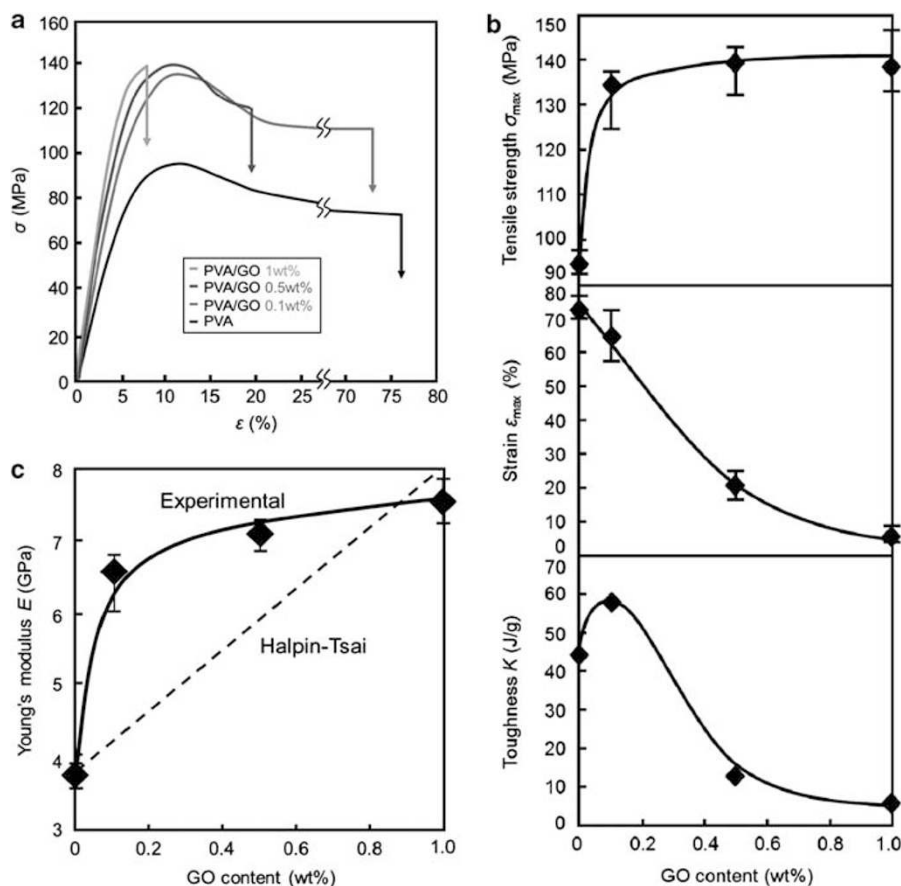 a
160
140
120
100
80
60
40
20
0
σ (MPa)
PVA/GO 1wt%
PVA/GO 0.5wt%
PVA/GO 0.1wt%
PVA
0 5 10 15 20 25 70 75 80
ε (%)
b
150
140
130
120
110
100
90
Tensile strength σmax (MPa)
80
70
50
40
30
20
10
0
Strain εmax (%)
70
60
50
40
30
20
10
0
Toughness K (J/g)
0 0.2 0.4 0.6 0.8 1.0
GO content (wt%)
c
8
7
6
5
4
3
Young's modulus E (GPa)
Experimental
Halpin-Tsai
0 0.2 0.4 0.6 0.8 1.0
GO content (wt%)